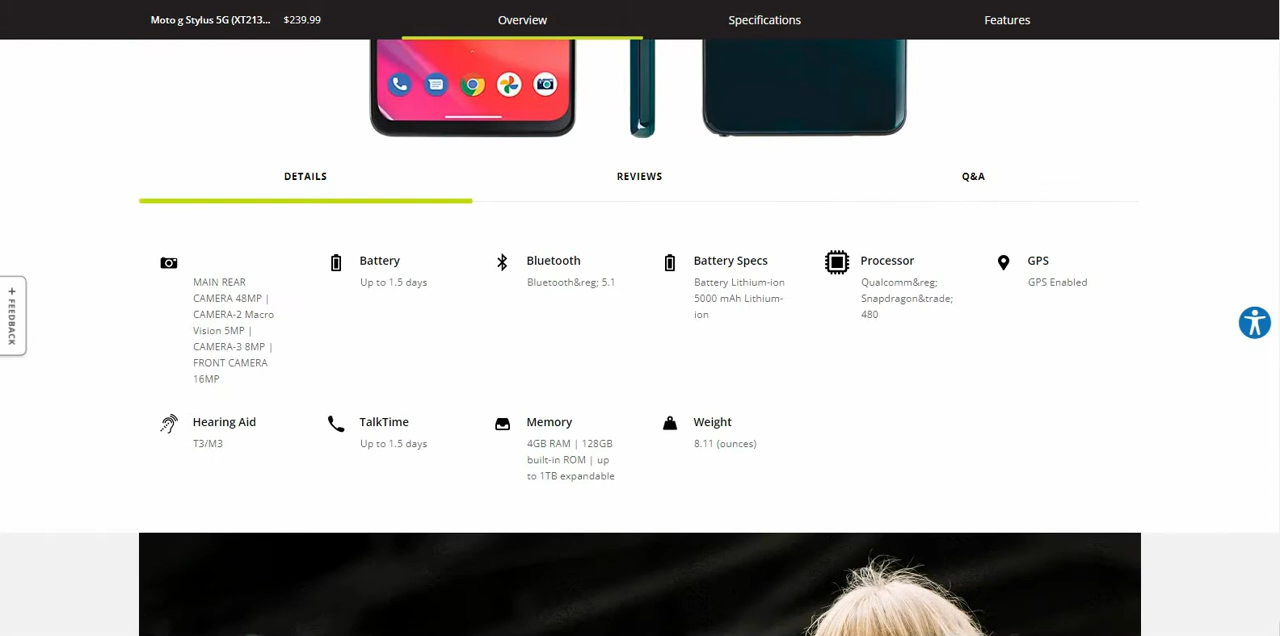 Moto g Stylus 5G (XT213... $239.99 Overview Specifications Features
DETAILS REVIEWS Q&A
+ FEEDBACK
MAIN REAR
CAMERA 48MP |
CAMERA-2 Macro
Vision 5MP |
CAMERA-3 8MP |
FRONT CAMERA
16MP
Battery
Up to 1.5 days
Bluetooth
Bluetooth&reg; 5.1
Battery Specs
Battery Lithium-ion
5000 mAh Lithium-
ion
Processor
Qualcomm&reg;
Snapdragon&trade;
480
GPS
GPS Enabled
Hearing Aid
T3/M3
TalkTime
Up to 1.5 days
Memory
4GB RAM | 128GB
built-in ROM | up
to 1TB expandable
Weight
8.11 (ounces)